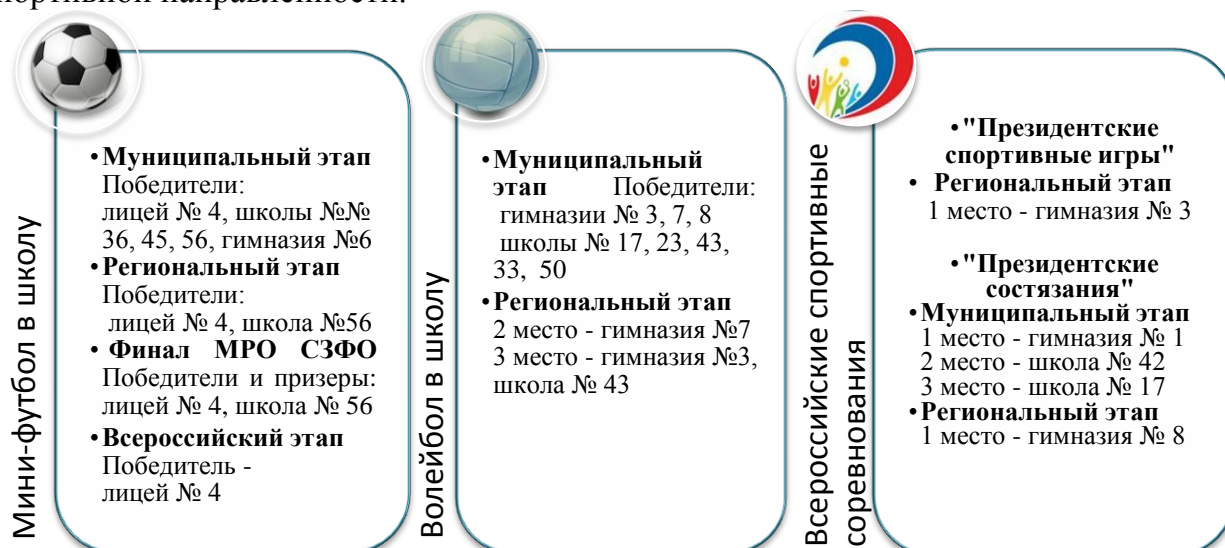 спортивной направленности:
Мини-футбол в школу
•Муниципальный этап
Победители:
лицей № 4, школы №№
36, 45, 56, гимназия №6
•Региональный этап
Победители:
лицей № 4, школа №56
• Финал МРО СЗФО
Победители и призеры:
лицей № 4, школа № 56
•Всероссийский этап
Победитель -
лицей № 4
Волейбол в школу
•Муниципальный
этап Победители:
гимназии № 3, 7, 8
школы № 17, 23, 43,
33, 50
•Региональный этап
2 место - гимназия №7
3 место - гимназия №3,
школа № 43
Всероссийские спортивные
соревнования
•"Президентские
спортивные игры"
• Региональный этап
1 место - гимназия № 3
•"Президентские
состязания"
•Муниципальный этап
1 место - гимназия № 1
2 место - школа № 42
3 место - школа № 17
•Региональный этап
1 место - гимназия № 8